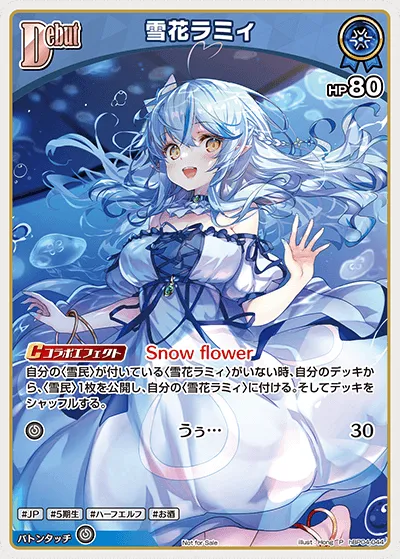 Debut
雪花ラミィ
HP80
Cコラボエフェクト
Snow flower
自分の〈雪民〉が付いている〈雪花ラミィ〉がいない時、自分のデッキか
ら、〈雪民〉1枚を公開し、自分の〈雪花ラミィ〉に付ける。そしてデッキを
シャッフルする。
うぅ… 30
#JP #5期生 #ハーフエルフ #お酒
バトンタッチ
Not for Sale
illust. Hong_TP hBP04-044